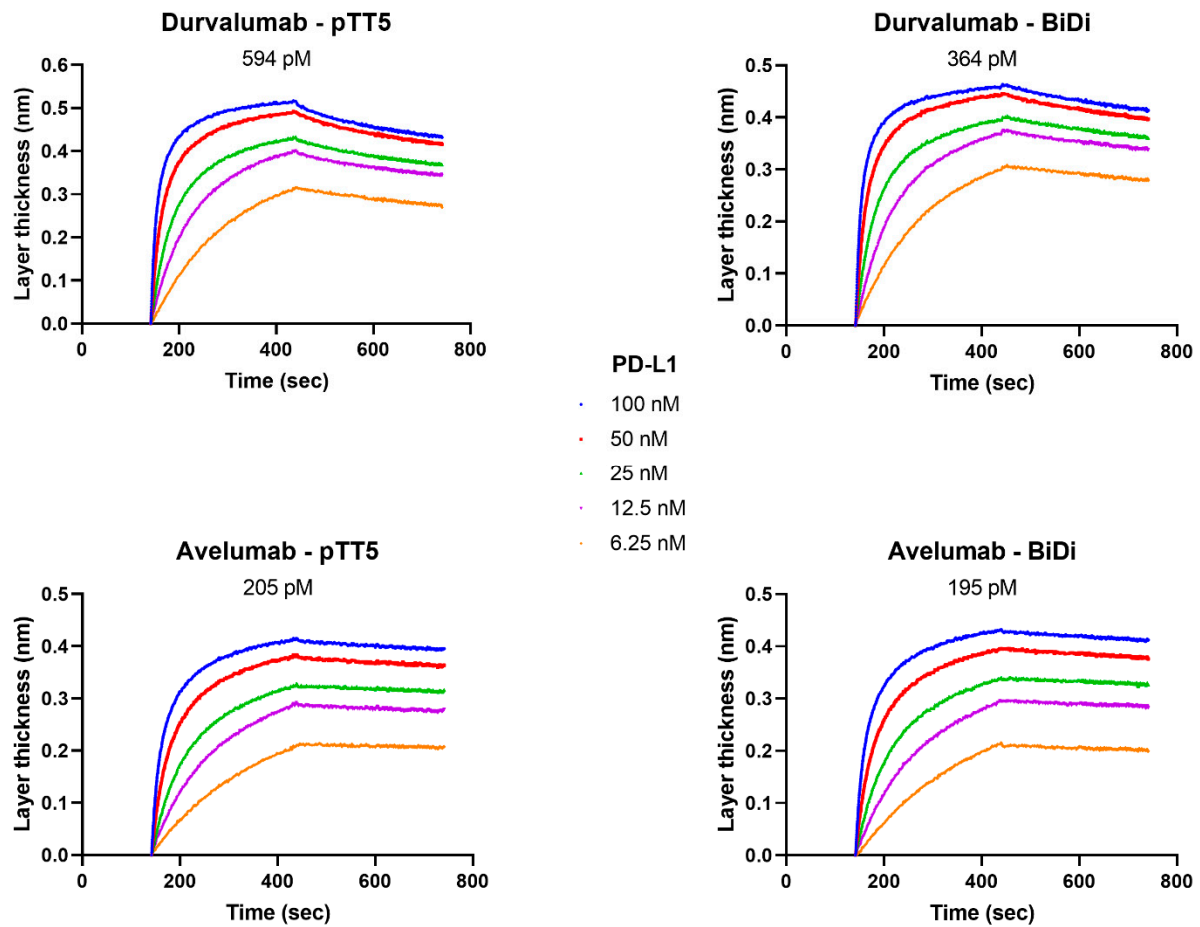 Durvalumab - pTT5
594 pM
Layer thickness (nm)
0.6
0.5
0.4
0.3
0.2
0.1
0.0
0 200 400 600 800
Time (sec)
Durvalumab - BiDi
364 pM
Layer thickness (nm)
0.5
0.4
0.3
0.2
0.1
0.0
0 200 400 600 800
Time (sec)
PD-L1
100 nM
50 nM
25 nM
12.5 nM
6.25 nM
Avelumab - pTT5
205 pM
Layer thickness (nm)
0.5
0.4
0.3
0.2
0.1
0.0
0 200 400 600 800
Time (sec)
Avelumab - BiDi
195 pM
Layer thickness (nm)
0.5
0.4
0.3
0.2
0.1
0.0
0 200 400 600 800
Time (sec)